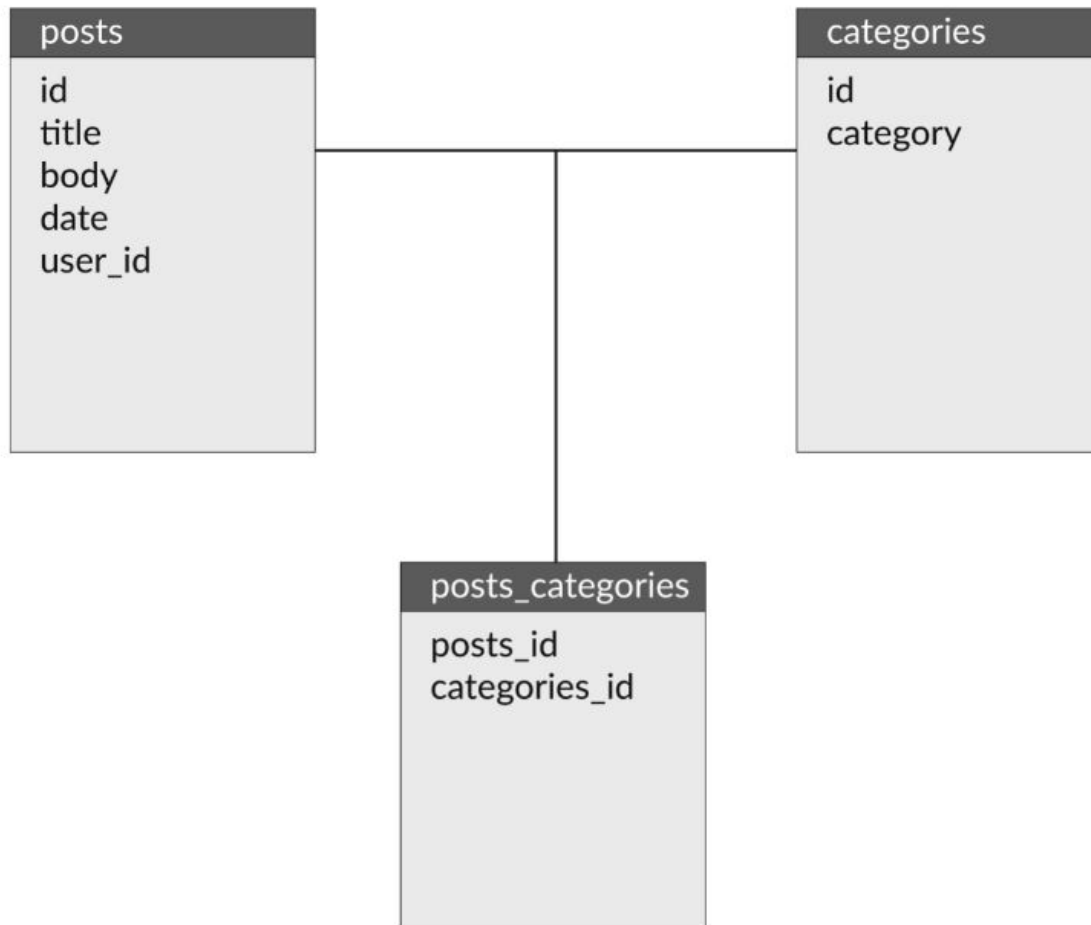 posts
id
title
body
date
user_id
categories
id
category
posts_categories
posts_id
categories_id